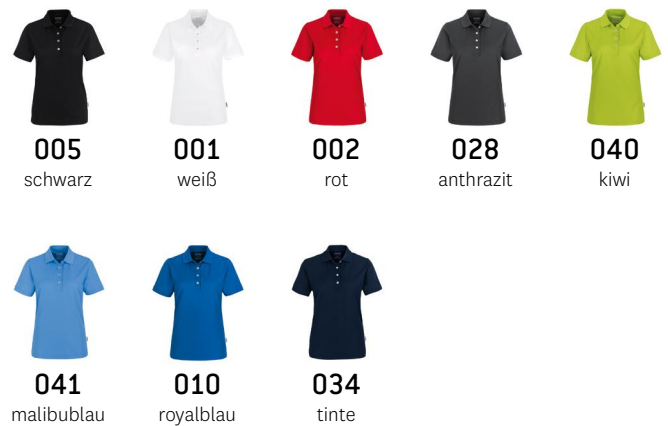 005 001 002 028 040
schwarz weiß rot anthrazit kiwi
041 010 034
malibublau royalblau tinte